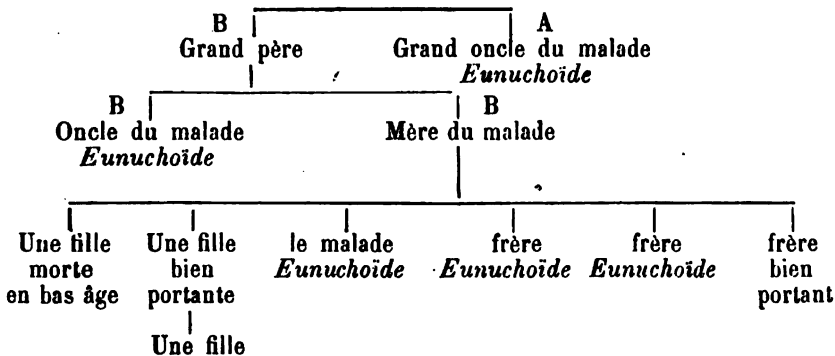 B A
Grand père Grand oncle du malade
Eunuchoïde
B B
Oncle du malade Mère du malade
Eunuchoïde
Une fille Une fille le malade frère frère frère
morte bien Eunuchoïde Eunuchoïde Eunuchoïde bien
en bas âge portante portant
Une fille